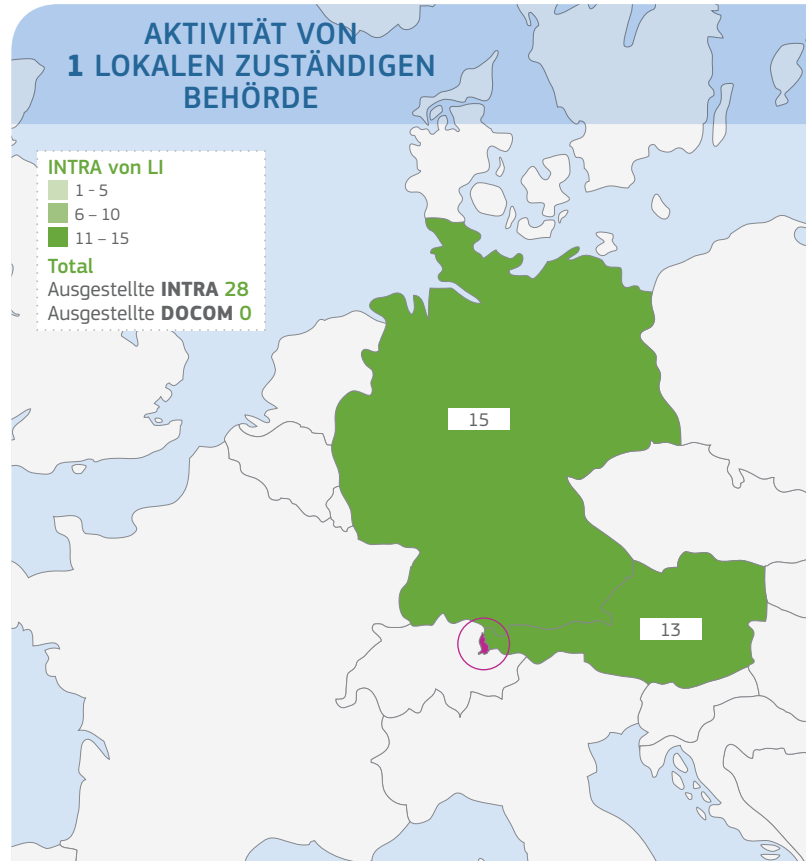 AKTIVITÄT VON
1 LOKALEN ZUSTÄNDIGEN
BEHÖRDE
INTRA von LI
1 - 5
6 – 10
11 – 15
Total
Ausgestellte INTRA 28
Ausgestellte DOCOM 0
15
13